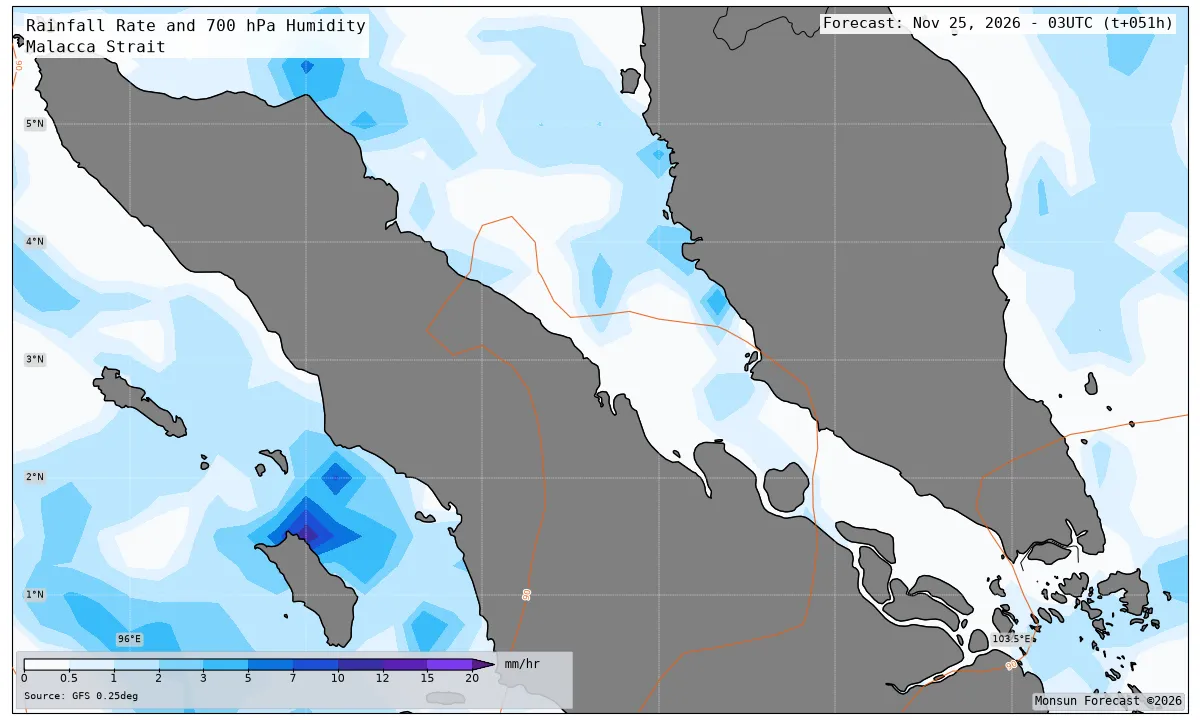 Rainfall Rate and 700 hPa Humidity
Malacca Strait
Forecast: Nov 25, 2026 - 03UTC (t+051h)
90
5°N
4°N
3°N
2°N
1°N
90
96°E
103.5°E
90
mm/hr
0 0.5 1 2 3 5 7 10 12 15 20
Source: GFS 0.25deg
Monsun Forecast ©2026